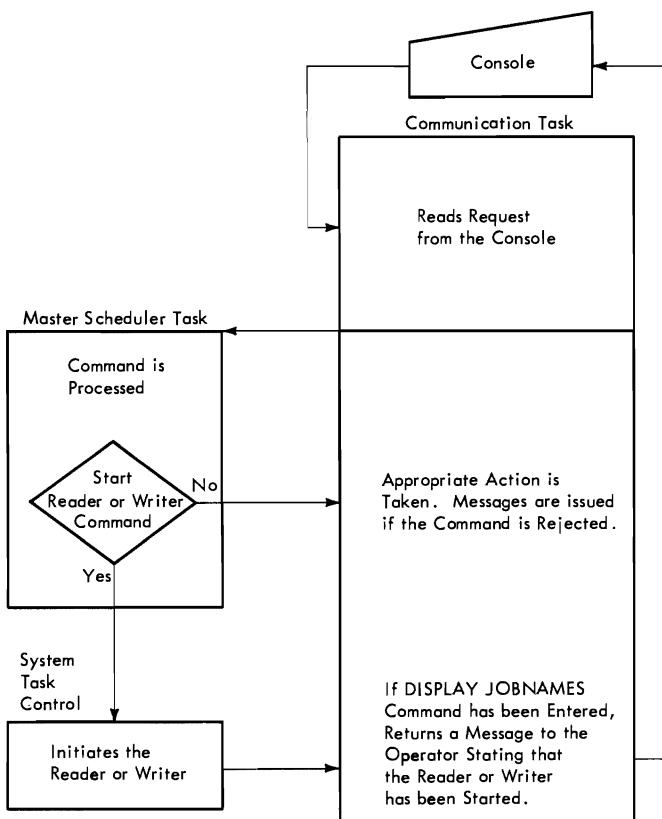 Console
Communication Task
Reads Request
from the Console
Master Scheduler Task
Command is
Processed
Start
Reader or Writer
Command
No
Yes
Appropriate Action is
Taken. Messages are issued
if the Command is Rejected.
System
Task
Control
Initiates the
Reader or Writer
If DISPLAY JOBNAMES
Command has been Entered,
Returns a Message to the
Operator Stating that
the Reader or Writer
has been Started.